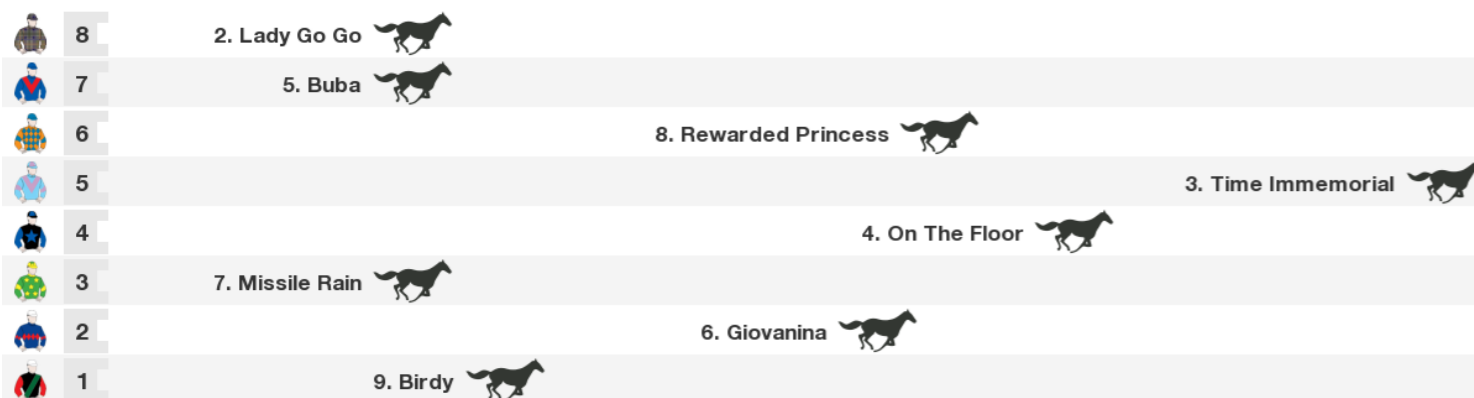 8 2. Lady Go Go
7 5. Buba
6 8. Rewarded Princess
5 3. Time Immemorial
4 4. On The Floor
3 7. Missile Rain
2 6. Giovanina
1 9. Birdy